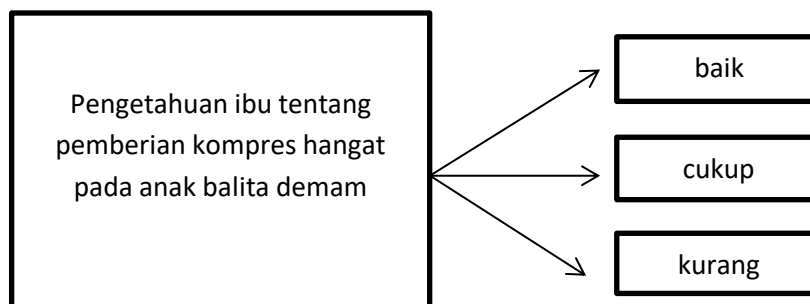 Pengetahuan ibu tentang
pemberian kompres hangat
pada anak balita demam
baik
cukup
kurang